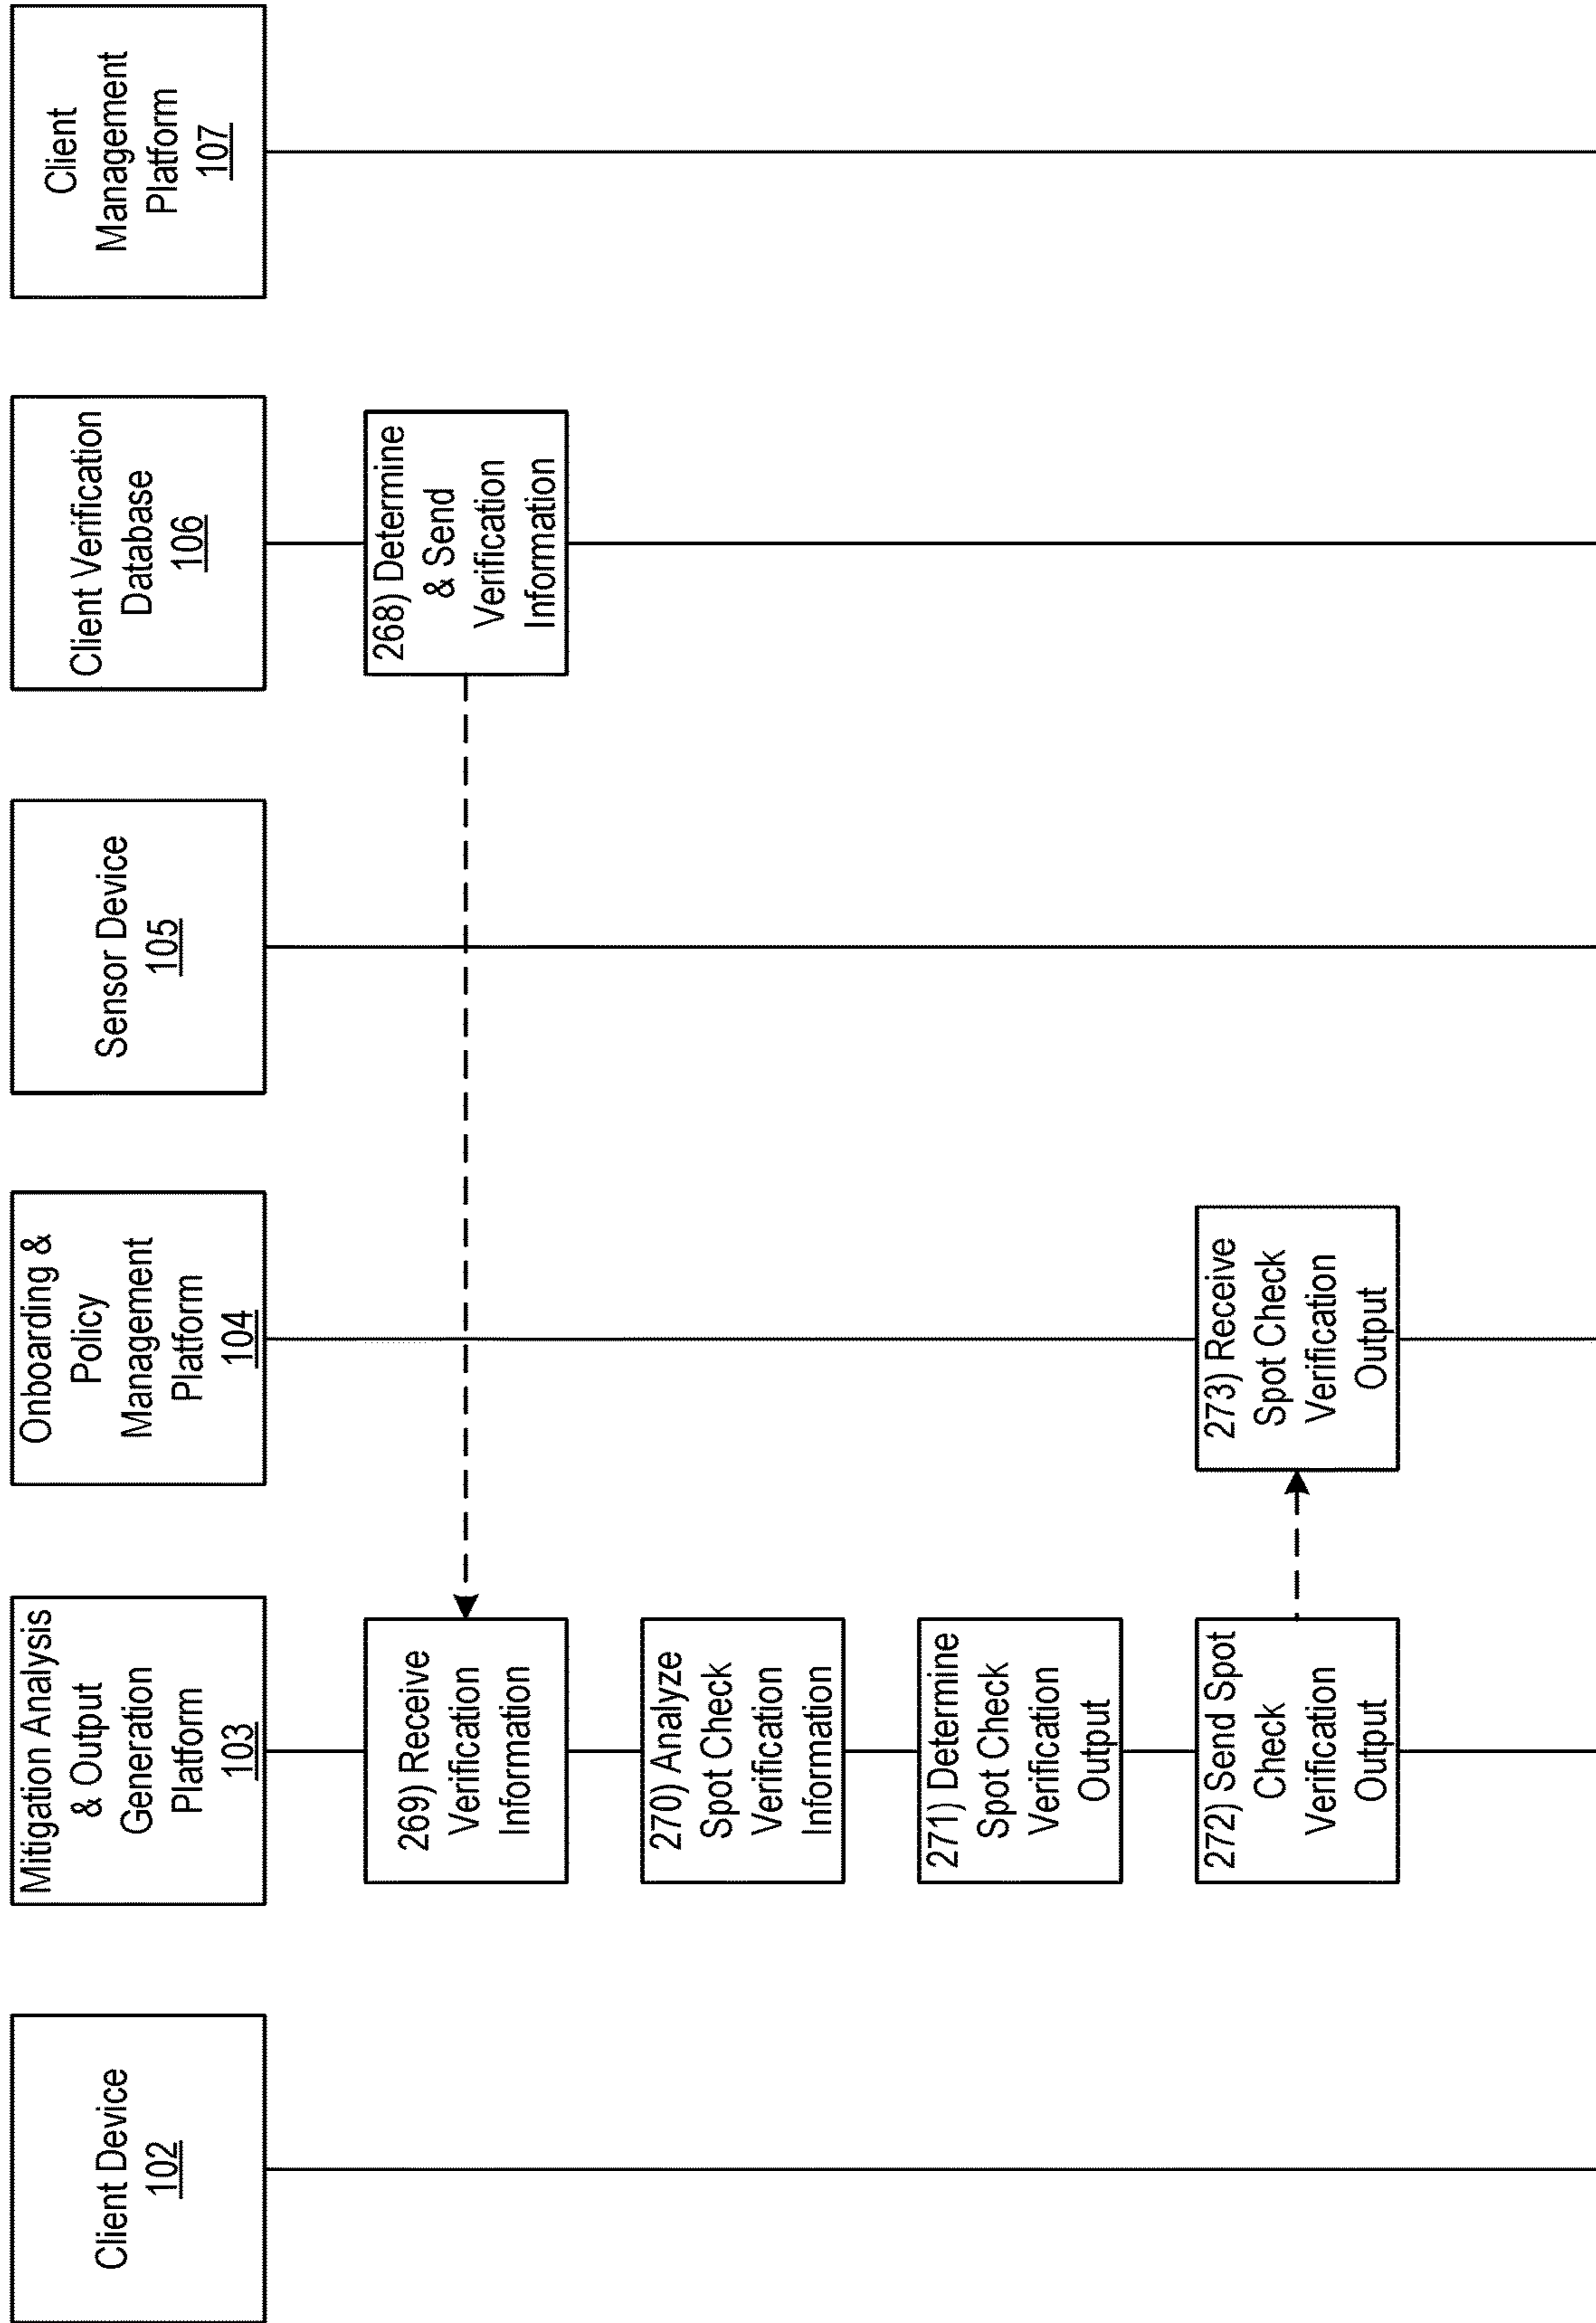 Client Device
102
Mitigation Analysis
& Output
Generation
Platform
103
Onboarding &
Policy
Management
Platform
104
Sensor Device
105
Client Verification
Database
106
Client
Management
Platform
107
268) Determine
& Send
Verification
Information
269) Receive
Verification
Information
270) Analyze
Spot Check
Verification
Information
271) Determine
Spot Check
Verification
Output
272) Send Spot
Check
Verification
Output
273) Receive
Spot Check
Verification
Output